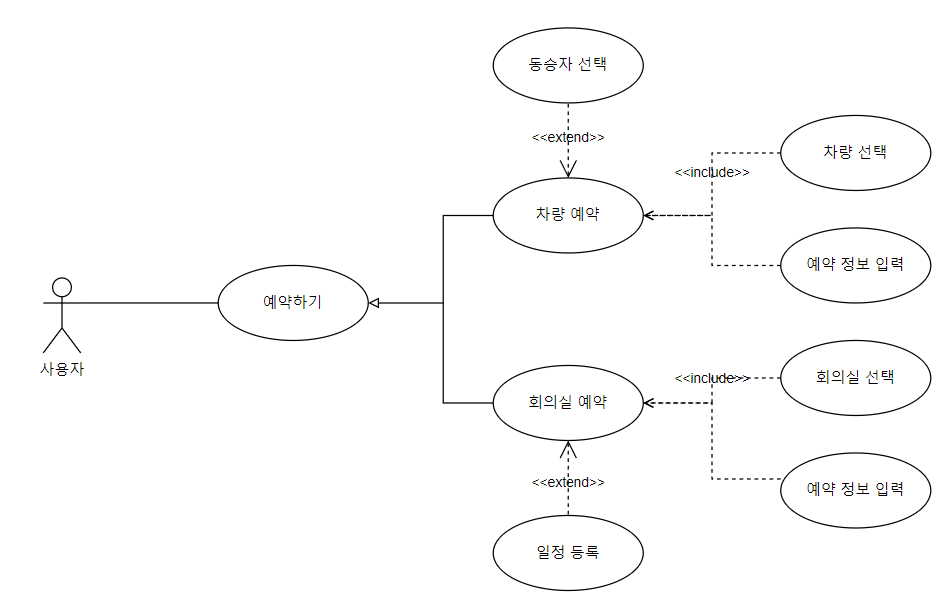 동승자 선택
<<extend>>
차량 선택
<<include>>
차량 예약
예약 정보 입력
예약하기
사용자
회의실 선택
<<include>>
회의실 예약
<<extend>>
예약 정보 입력
일정 등록